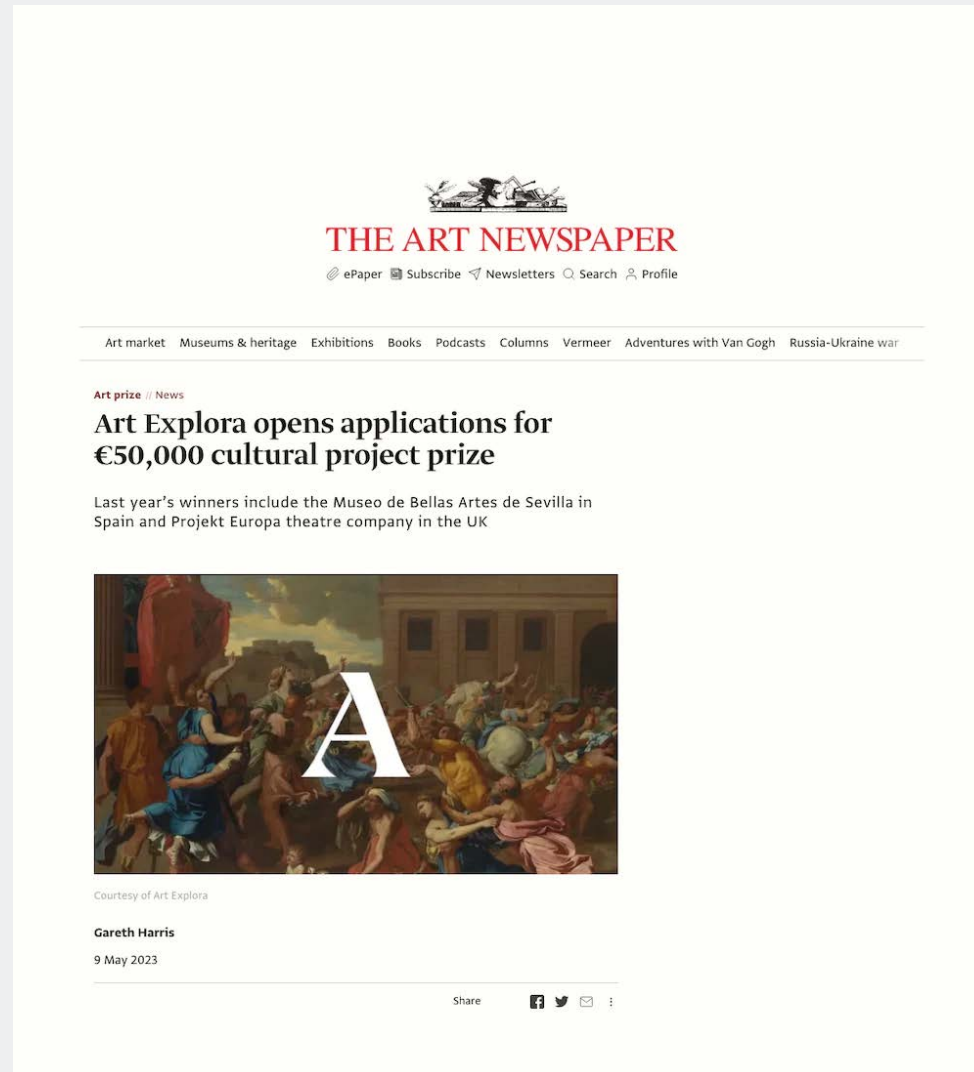 THE ART NEWSPAPER
ePaper Subscribe Newsletters Search Profile
Art market Museums & heritage Exhibitions Books Podcasts Columns Vermeer Adventures with Van Gogh Russia-Ukraine war
Art prize // News
Art Explora opens applications for
€50,000 cultural project prize
Last year’s winners include the Museo de Bellas Artes de Sevilla in
Spain and Projekt Europa theatre company in the UK
A
Courtesy of Art Explora
Gareth Harris
9 May 2023
Share